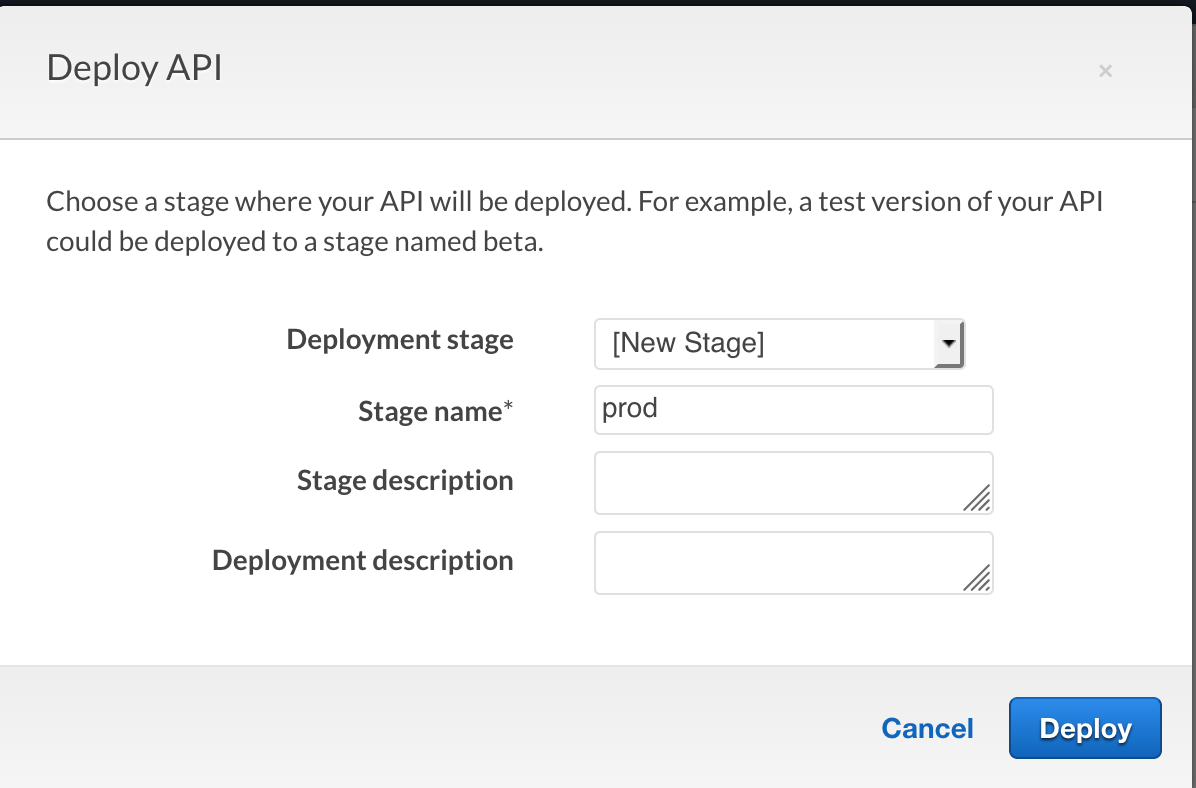 Deploy API
×
Choose a stage where your API will be deployed. For example, a test version of your API
could be deployed to a stage named beta.
Deployment stage [New Stage]
Stage name* prod
Stage description
Deployment description
Cancel Deploy